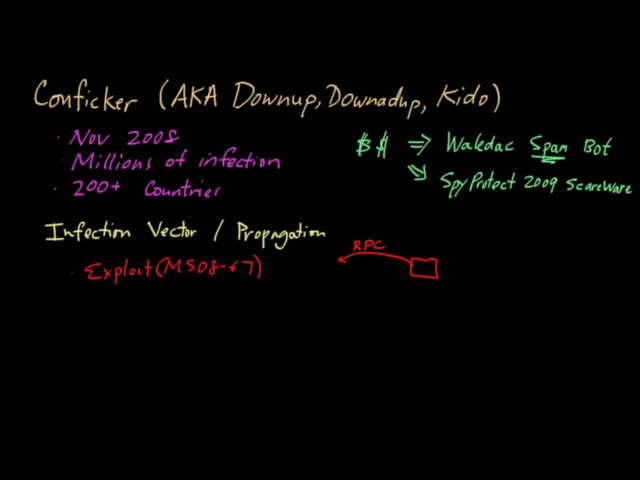 Conficker (AKA Downup, Downadup, Kido)
· Nov 2008
· Millions of infection
· 200+ Countries
$$ ⇒ Waledac Spam Bot
⇒ SpyProtect 2009 ScareWare
Infection Vector / Propagation
· Exploit (MS08-67)
RPC